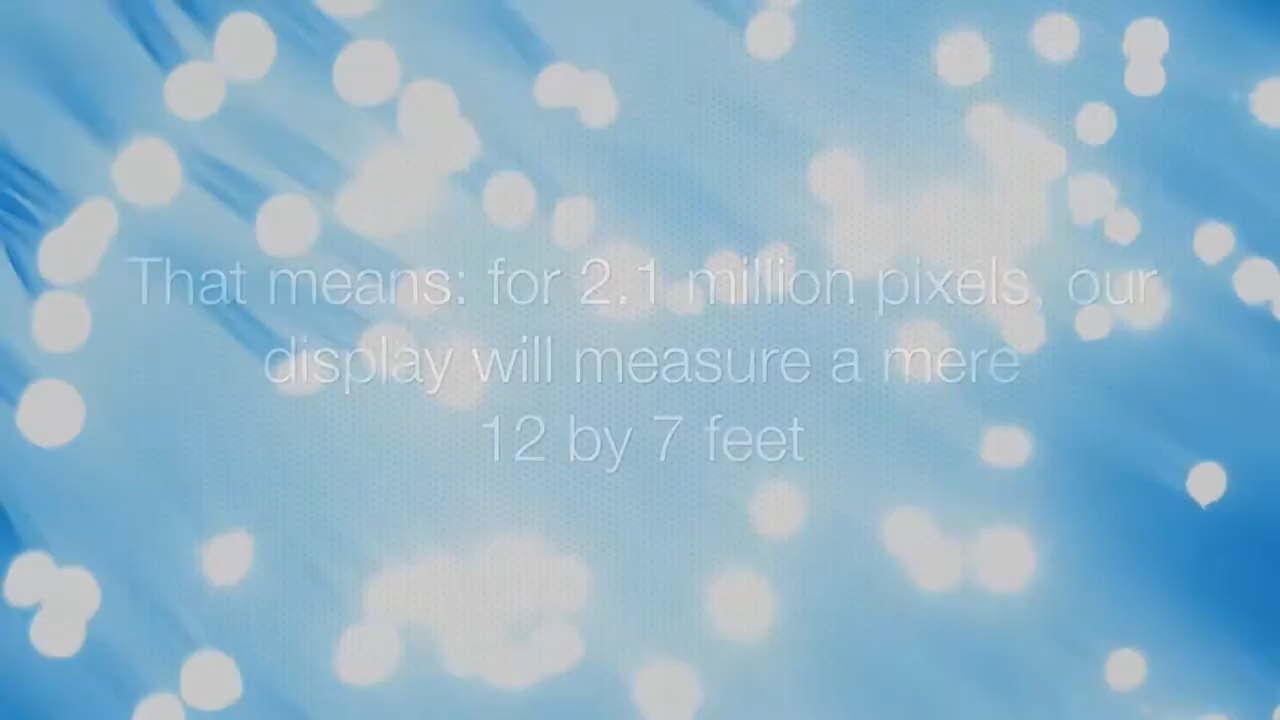 That means: for 2.1 million pixels, our
display will measure a mere
12 by 7 feet